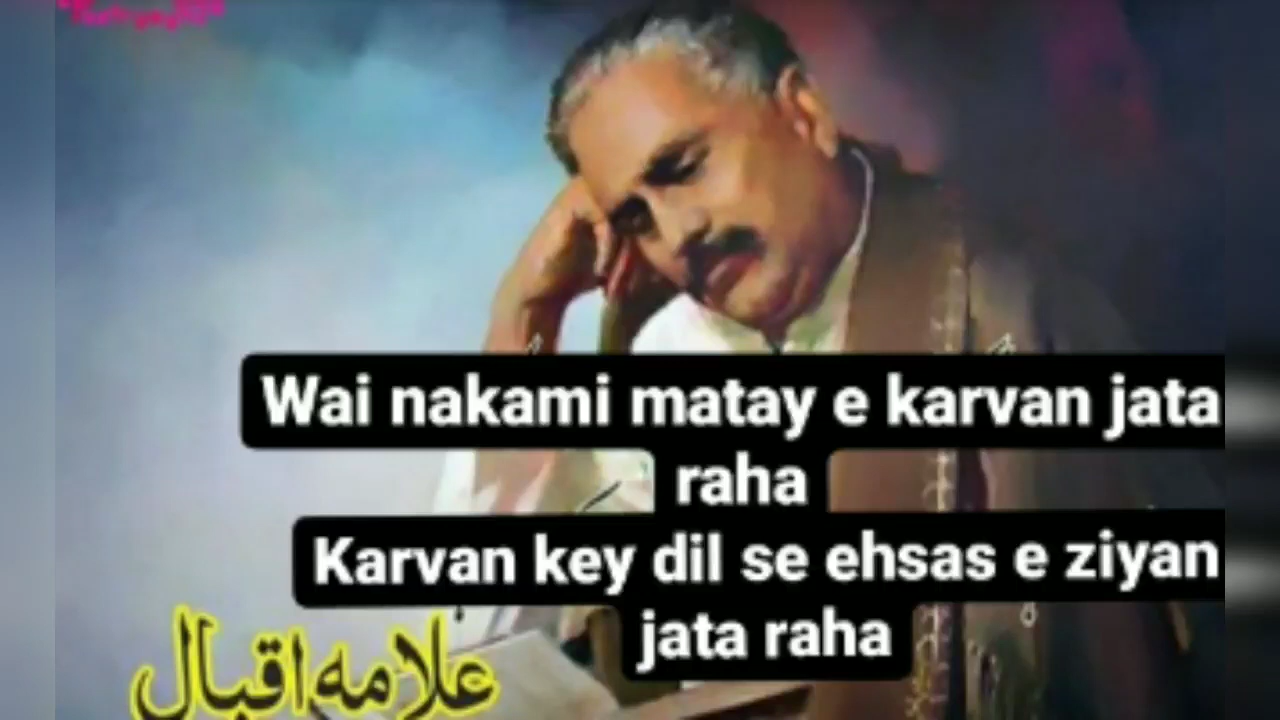 Wai nakami matay e karvan jata
raha
Karvan key dil se ehsas e ziyan
jata raha
علامہ اقبال